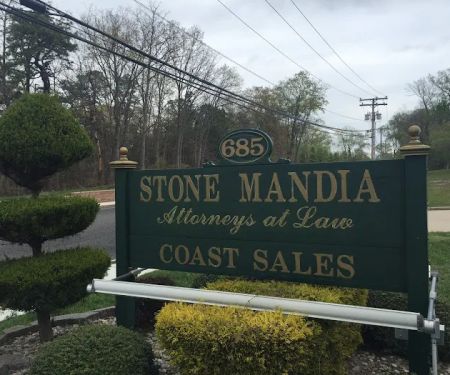 685
STONE MANDIA
Attorneys at Law
COAST SALES